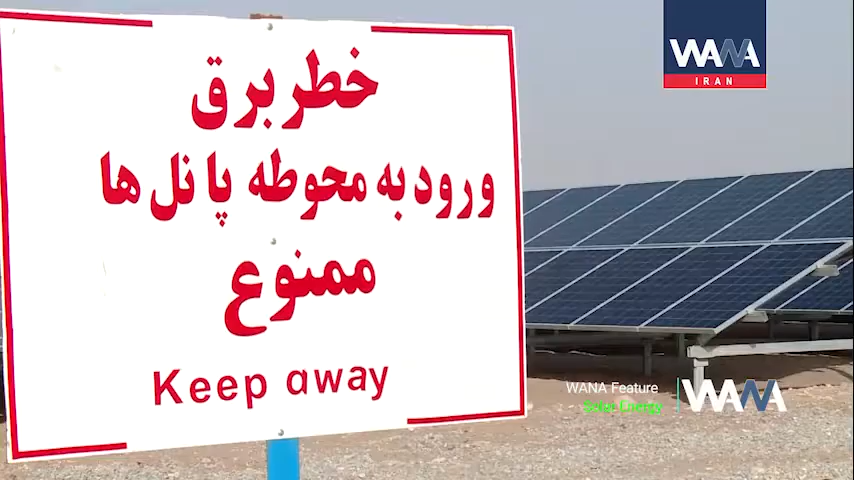 خطر برق
ورود به محوطه پانل ها
ممنوع
Keep away
WANA
IRAN
WANA Feature
Solar Energy
WANA